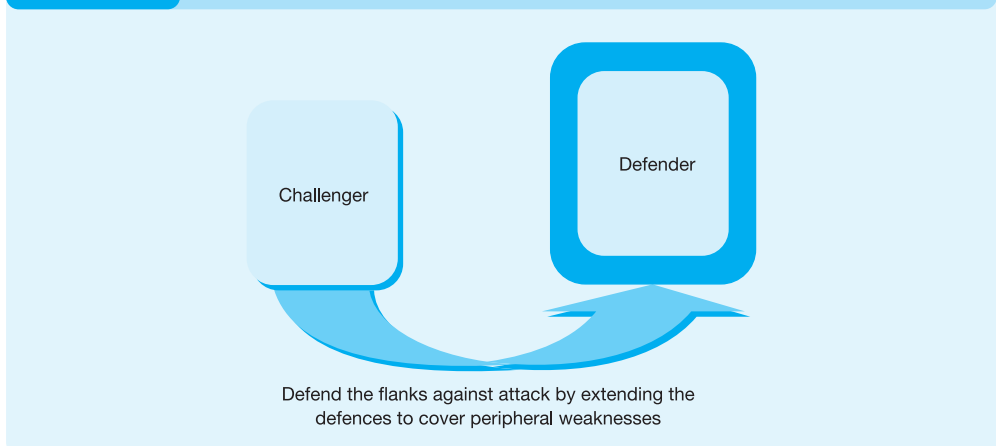 Challenger
Defender
Defend the flanks against attack by extending the
defences to cover peripheral weaknesses